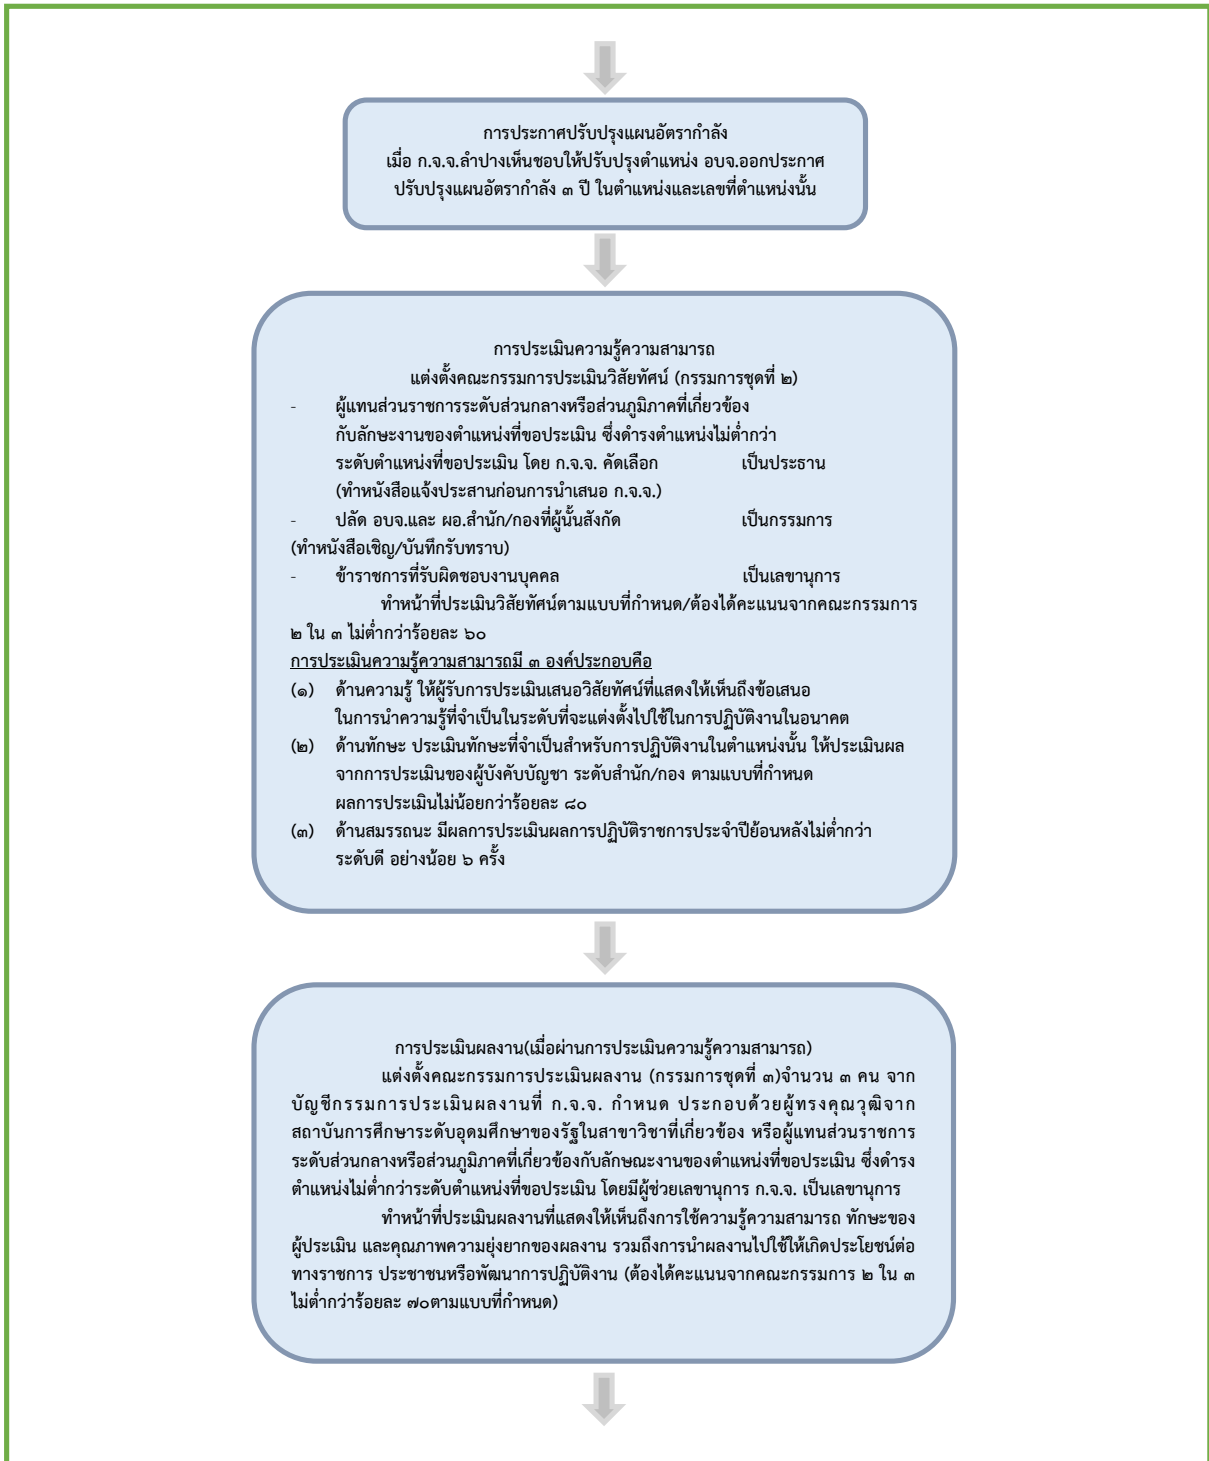 การประกาศปรับปรุงแผนอัตรากำลัง
เมื่อ ก.จ.จ.ลำปางเห็นชอบให้ปรับปรุงตำแหน่ง อบจ.ออกประกาศ
ปรับปรุงแผนอัตรากำลัง ๓ ปี ในตำแหน่งและเลขที่ตำแหน่งนั้น
การประเมินความรู้ความสามารถ
แต่งตั้งคณะกรรมการประเมินวิสัยทัศน์ (กรรมการชุดที่ ๒)
- ผู้แทนส่วนราชการระดับส่วนกลางหรือส่วนภูมิภาคที่เกี่ยวข้อง
กับลักษะงานของตำแหน่งที่ขอประเมิน ซึ่งดำรงตำแหน่งไม่ต่ำกว่า
ระดับตำแหน่งที่ขอประเมิน โดย ก.จ.จ. คัดเลือก เป็นประธาน
(ทำหนังสือแจ้งประสานก่อนการนำเสนอ ก.จ.จ.)
- ปลัด อบจ.และ ผอ.สำนัก/กองที่ผู้นั้นสังกัด เป็นกรรมการ
(ทำหนังสือเชิญ/บันทึกรับทราบ)
- ข้าราชการที่รับผิดชอบงานบุคคล เป็นเลขานุการ
ทำหน้าที่ประเมินวิสัยทัศน์ตามแบบที่กำหนด/ต้องได้คะแนนจากคณะกรรมการ
๒ ใน ๓ ไม่ต่ำกว่าร้อยละ ๖๐
การประเมินความรู้ความสามารถมี ๓ องค์ประกอบคือ
(๑) ด้านความรู้ ให้ผู้รับการประเมินเสนอวิสัยทัศน์ที่แสดงให้เห็นถึงข้อเสนอ
ในการนำความรู้ที่จำเป็นในระดับที่จะแต่งตั้งไปใช้ในการปฏิบัติงานในอนาคต
(๒) ด้านทักษะ ประเมินทักษะที่จำเป็นสำหรับการปฏิบัติงานในตำแหน่งนั้น ให้ประเมินผล
จากการประเมินของผู้บังคับบัญชา ระดับสำนัก/กอง ตามแบบที่กำหนด
ผลการประเมินไม่น้อยกว่าร้อยละ ๘๐
(๓) ด้านสมรรถนะ มีผลการประเมินผลการปฏิบัติราชการประจำปีย้อนหลังไม่ต่ำกว่า
ระดับดี อย่างน้อย ๖ ครั้ง
การประเมินผลงาน(เมื่อผ่านการประเมินความรู้ความสามารถ)
แต่งตั้งคณะกรรมการประเมินผลงาน (กรรมการชุดที่ ๓)จำนวน ๓ คน จาก
บัญชีกรรมการประเมินผลงานที่ ก.จ.จ. กำหนด ประกอบด้วยผู้ทรงคุณวุฒิจาก
สถาบันการศึกษาระดับอุดมศึกษาของรัฐในสาขาวิชาที่เกี่ยวข้อง หรือผู้แทนส่วนราชการ
ระดับส่วนกลางหรือส่วนภูมิภาคที่เกี่ยวข้องกับลักษณะงานของตำแหน่งที่ขอประเมิน ซึ่งดำรง
ตำแหน่งไม่ต่ำกว่าระดับตำแหน่งที่ขอประเมิน โดยมีผู้ช่วยเลขานุการ ก.จ.จ. เป็นเลขานุการ
ทำหน้าที่ประเมินผลงานที่แสดงให้เห็นถึงการใช้ความรู้ความสามารถ ทักษะของ
ผู้ประเมิน และคุณภาพความยุ่งยากของผลงาน รวมถึงการนำผลงานไปใช้ให้เกิดประโยชน์ต่อ
ทางราชการ ประชาชนหรือพัฒนาการปฏิบัติงาน (ต้องได้คะแนนจากคณะกรรมการ ๒ ใน ๓
ไม่ต่ำกว่าร้อยละ ๗๐ตามแบบที่กำหนด)